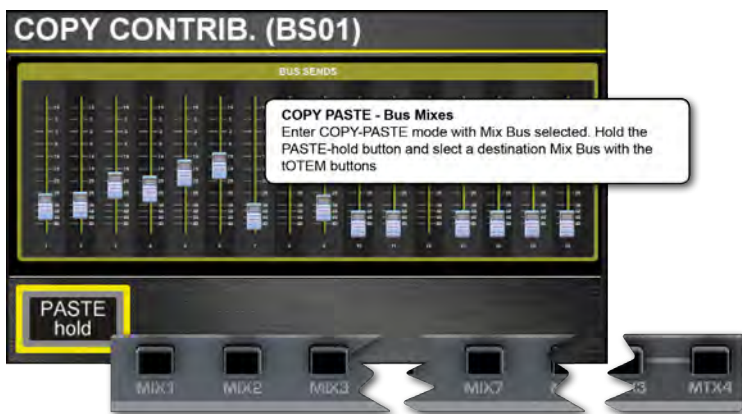 COPY CONTRIB. (BS01)
BUS SENDS
COPY PASTE - Bus Mixes
Enter COPY-PASTE mode with Mix Bus selected. Hold the
PASTE-hold button and slect a destination Mix Bus with the
tOTEM buttons
PASTE
hold
MIX1 MIX2 MIX3 MIX7 MTX4